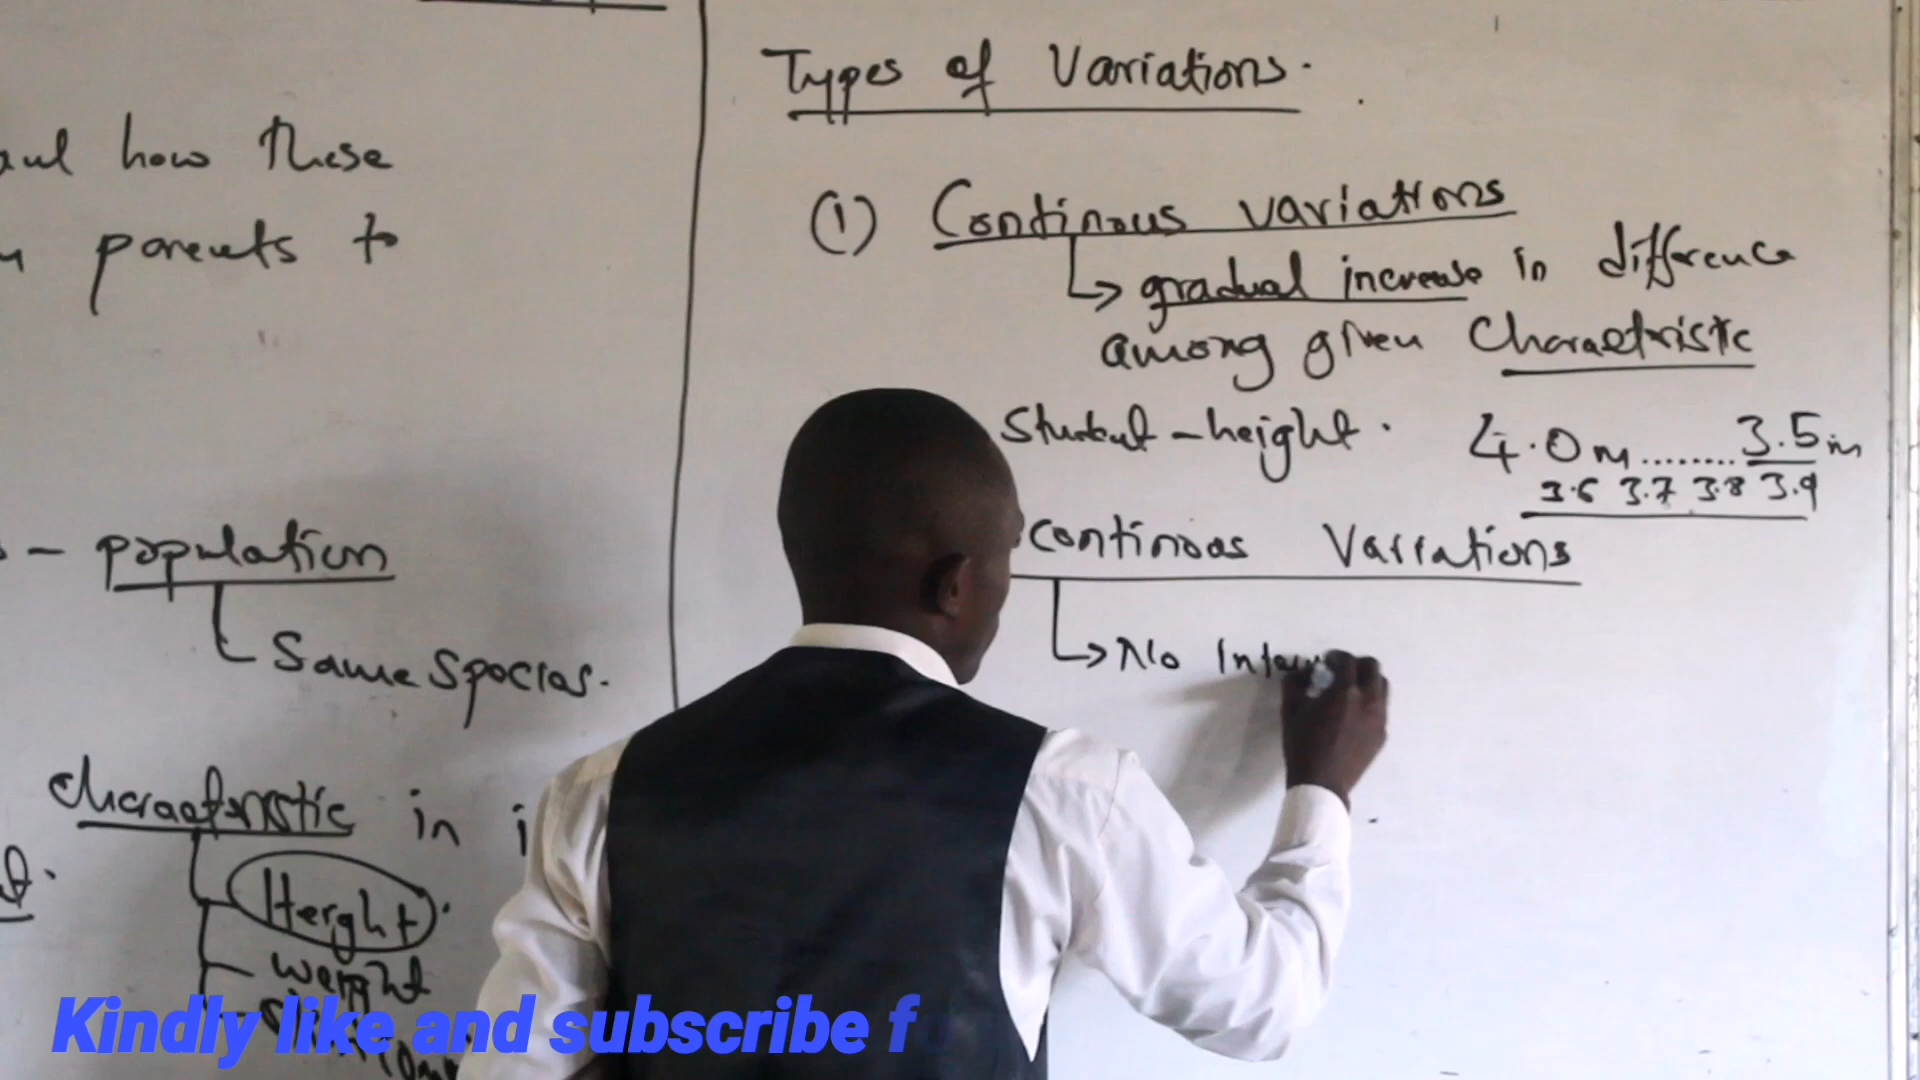 how these
parents to
- population
Same species.
characteristic in
Height.
weight
Types of Variations.
(1) Continous variations
gradual increase in difference
among given Charaetristic
Student - height. 4.0m ........ 3.5m
3.6 3.7 3.8 3.9
continoas Variations
No
Kindly like and subscribe